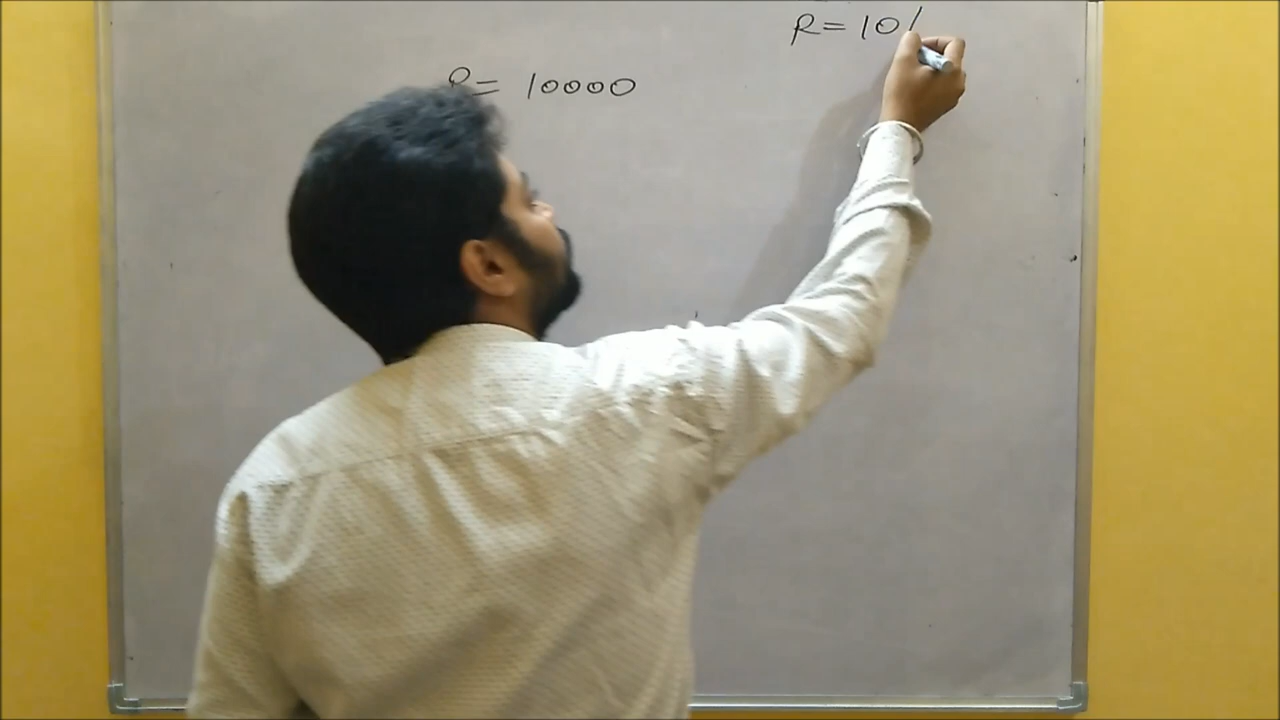 R = 10/
P = 10000